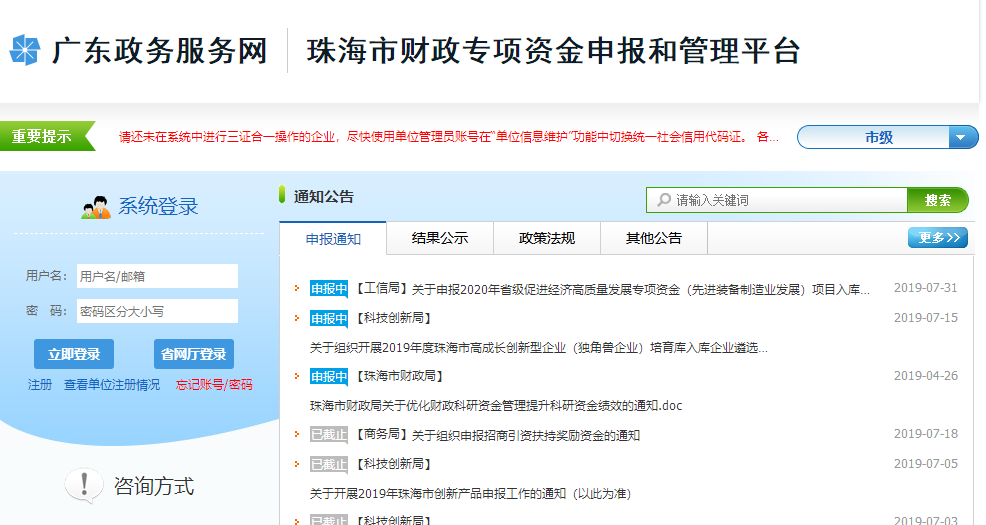 广东政务服务网
珠海市财政专项资金申报和管理平台
重要提示
请还未在系统中进行三证合一操作的企业，尽快使用单位管理员账号在“单位信息维护”功能中切换统一社会信用代码证。 各...
市级
系统登录
用户名：
用户名/邮箱
密 码：
密码区分大小写
立即登录 省网厅登录
注册 查看单位注册情况 忘记账号/密码
咨询方式
通知公告
请输入关键词
搜索
申报通知 结果公示 政策法规 其他公告
更多>>
申报中 【工信局】关于申报2020年省级促进经济高质量发展专项资金（先进装备制造业发展）项目入库... 2019-07-31
申报中 【科技创新局】 2019-07-15
关于组织开展2019年度珠海市高成长创新型企业（独角兽企业）培育库入库企业遴选...
申报中 【珠海市财政局】 2019-04-26
珠海市财政局关于优化财政科研资金管理提升科研资金绩效的通知.doc
已截止 【商务局】关于组织申报招商引资扶持奖励资金的通知 2019-07-18
已截止 【科技创新局】 2019-07-05
关于开展2019年珠海市创新产品申报工作的通知（以此为准）
已截止 【科技创新局】 2019-07-03